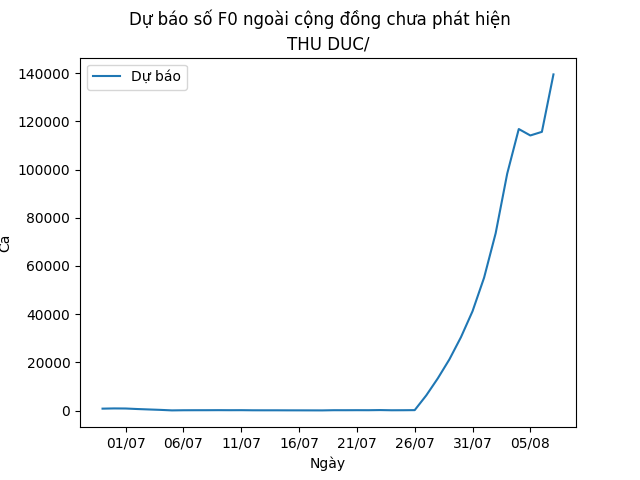 Dự báo số F0 ngoài cộng đồng chưa phát hiện
THU DUC/
Dự báo
140000
120000
100000
80000
60000
40000
20000
0
Ca
01/07 06/07 11/07 16/07 21/07 26/07 31/07 05/08
Ngày